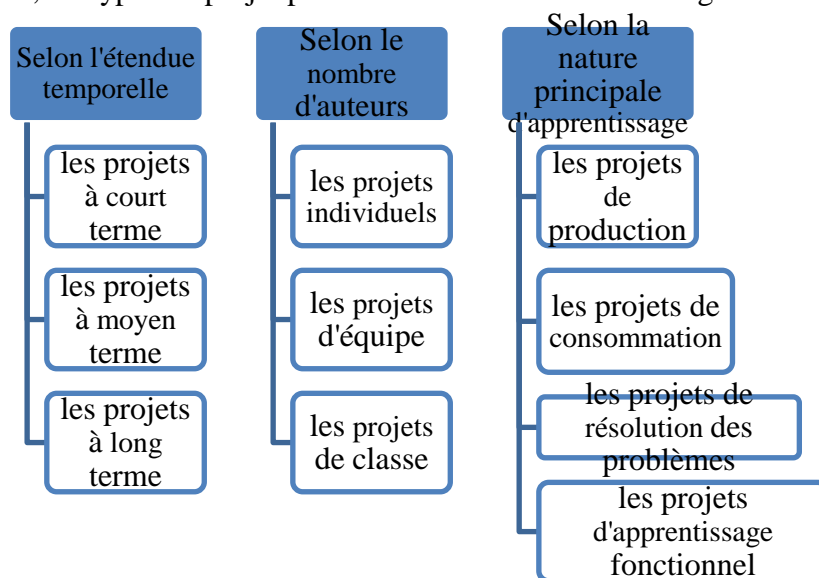 Selon l'étendue
temporelle
les projets
à court
terme
les projets
à moyen
terme
les projets
à long
terme
Selon le
nombre
d'auteurs
les projets
individuels
les projets
d'équipe
les projets
de classe
Selon la
nature
principale
d'apprentissage
les projets
de
production
les projets de
consommation
les projets de
résolution des
problèmes
les projets
d'apprentissage
fonctionnel